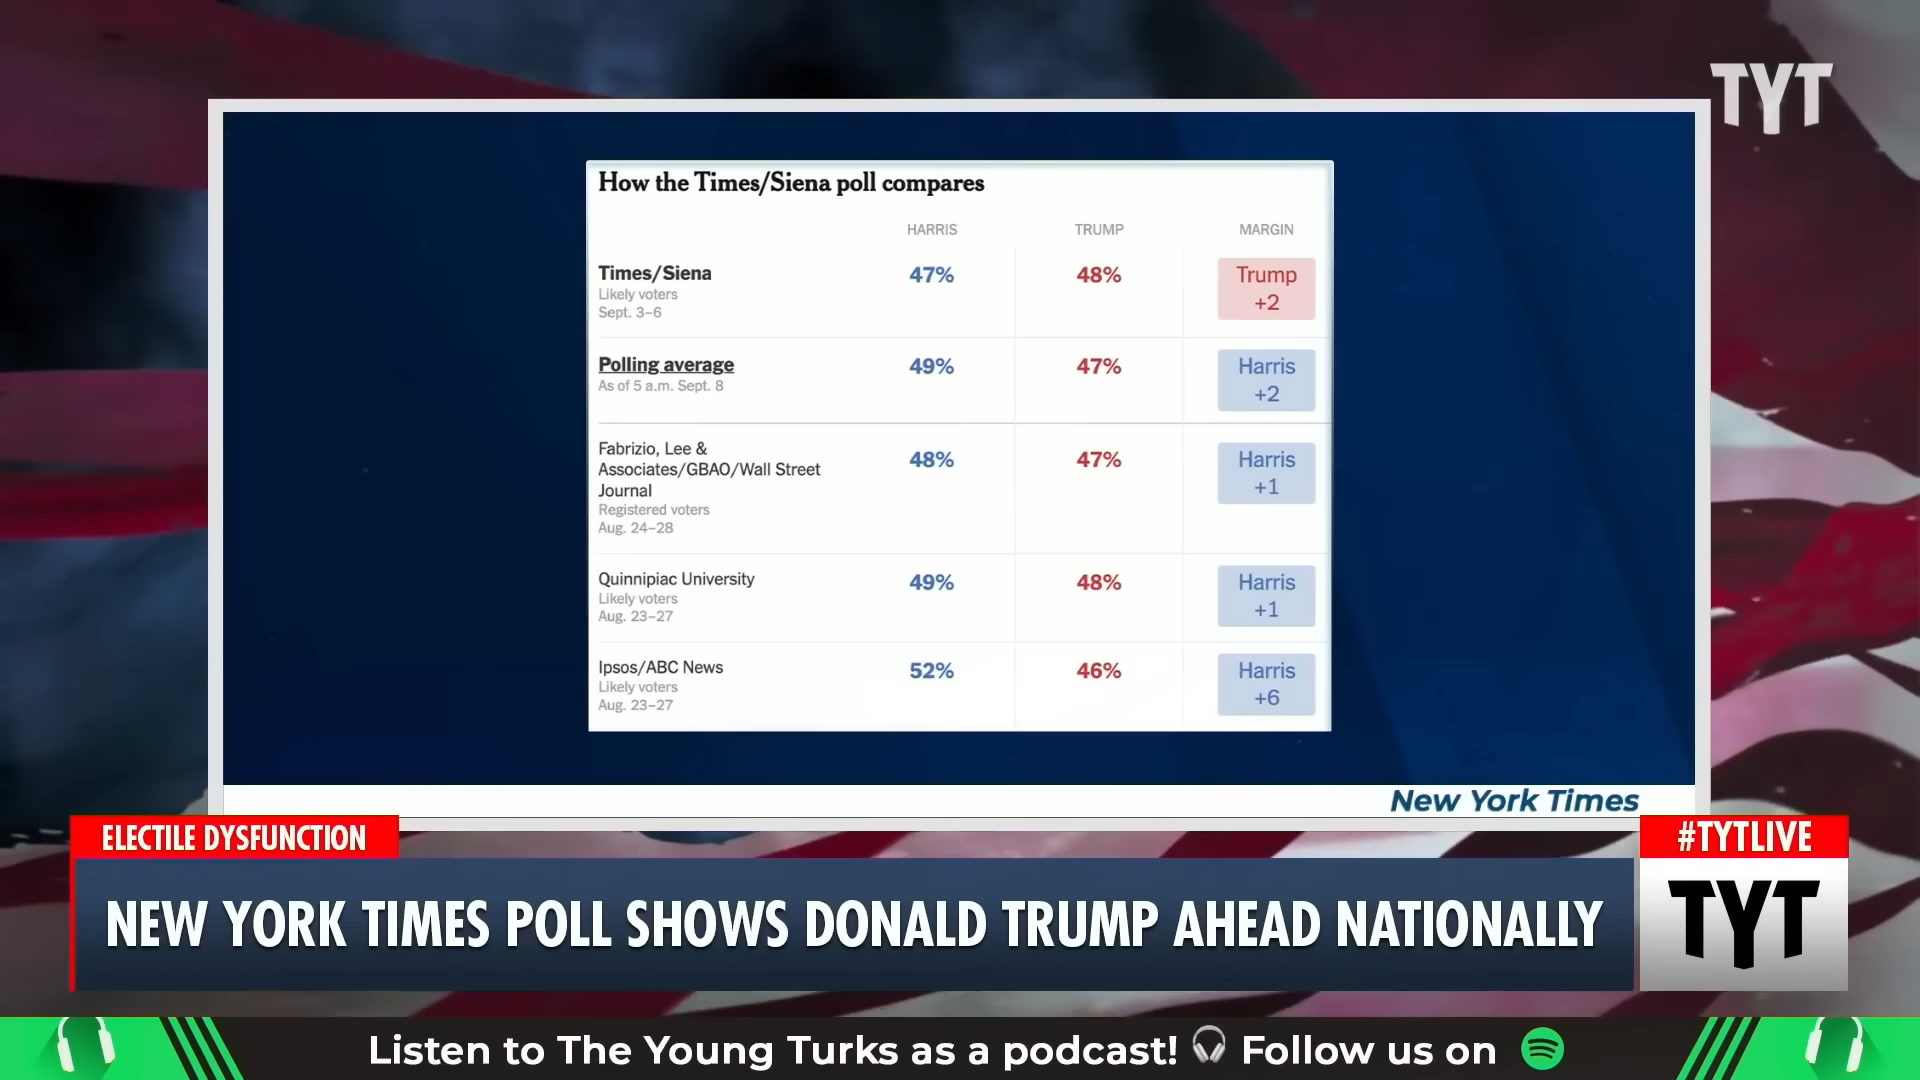 TYT
How the Times/Siena poll compares
HARRIS TRUMP MARGIN
Times/Siena 47% 48% Trump
Likely voters +2
Sept. 3–6
Polling average 49% 47% Harris
As of 5 a.m. Sept. 8 +2
Fabrizio, Lee & 48% 47% Harris
Associates/GBAO/Wall Street +1
Journal
Registered voters
Aug. 24–28
Quinnipiac University 49% 48% Harris
Likely voters +1
Aug. 23–27
Ipsos/ABC News 52% 46% Harris
Likely voters +6
Aug. 23–27
New York Times
ELECTILE DYSFUNCTION
#TYTLIVE
NEW YORK TIMES POLL SHOWS DONALD TRUMP AHEAD NATIONALLY
TYT
Listen to The Young Turks as a podcast! Follow us on